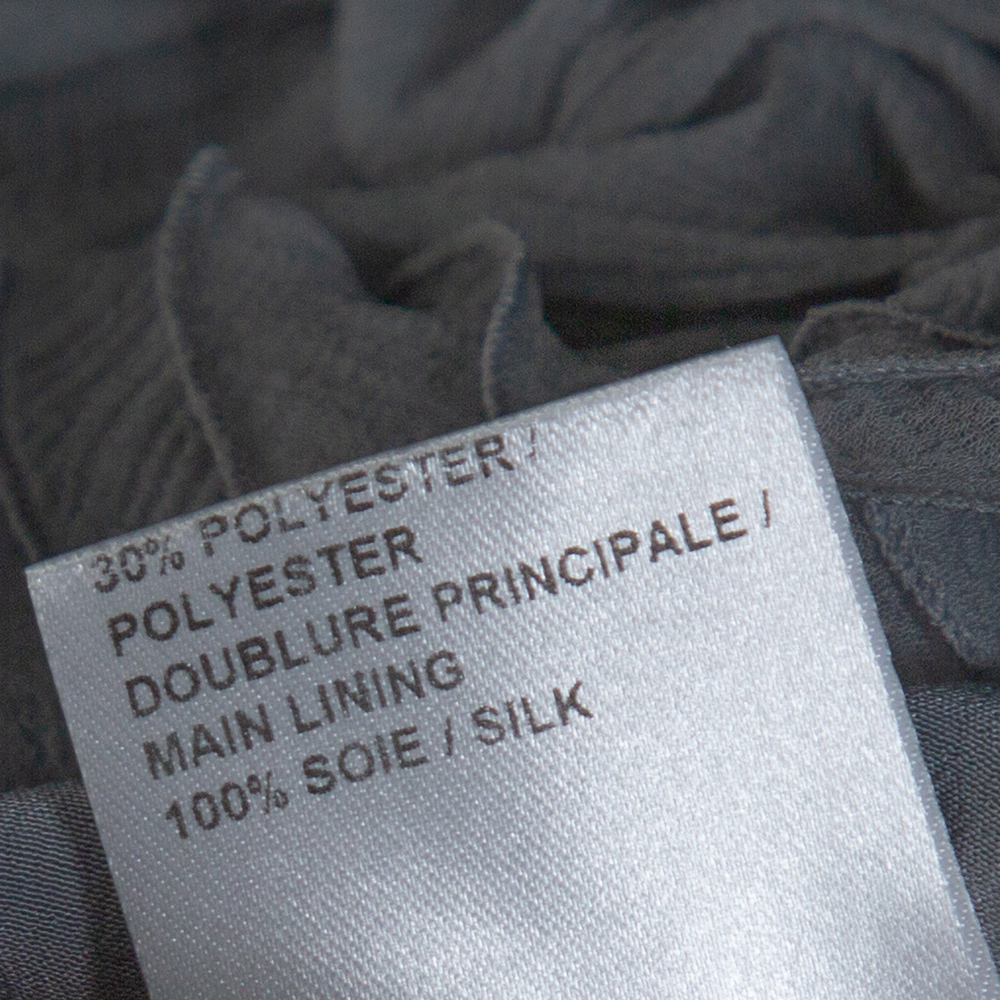 30% POLYESTER /
POLYESTER
DOUBLURE PRINCIPALE /
MAIN LINING
100% SOIE / SILK